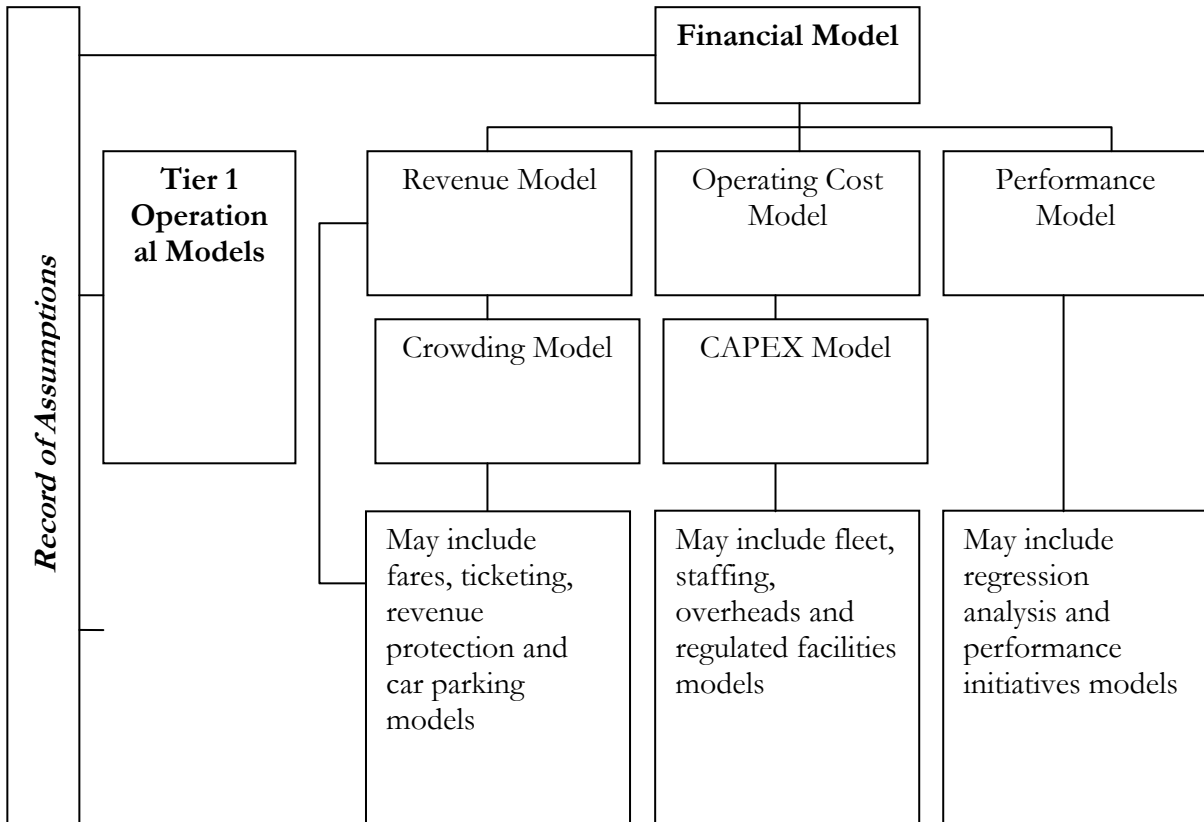 Financial Model
Record of Assumptions
Tier 1
Operation
al Models
Revenue Model
Operating Cost
Model
Performance
Model
Crowding Model
CAPEX Model
May include
fares, ticketing,
revenue
protection and
car parking
models
May include fleet,
staffing,
overheads and
regulated facilities
models
May include
regression
analysis and
performance
initiatives models